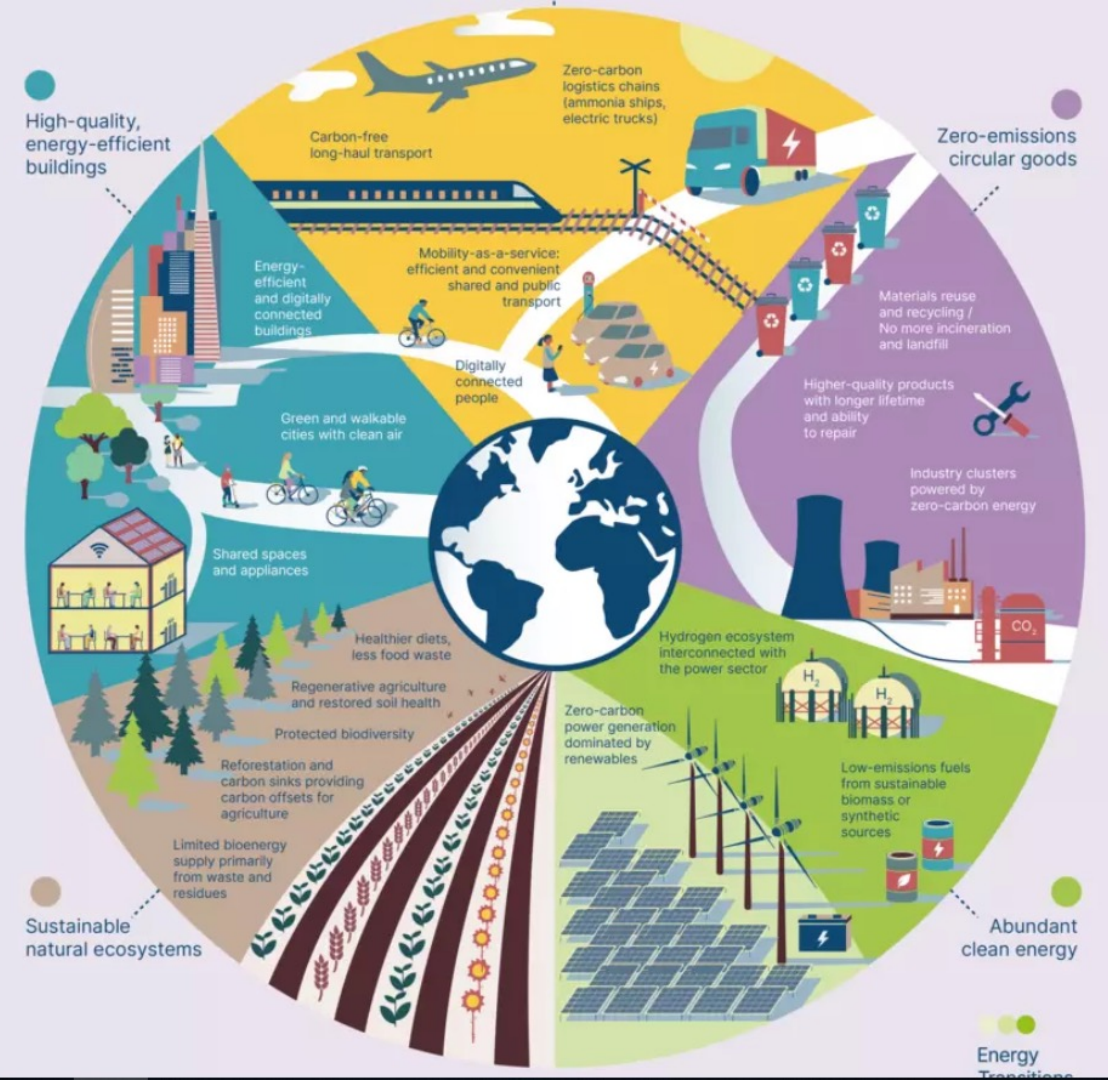 Zero-carbon
logistics chains
(ammonia ships,
electric trucks)
Carbon-free
long-haul transport
Mobility-as-a-service:
efficient and convenient
shared and public
transport
Digitally
connected
people
High-quality,
energy-efficient
buildings
Energy-
efficient
and digitally
connected
buildings
Green and walkable
cities with clean air
Shared spaces
and appliances
Zero-emissions
circular goods
Materials reuse
and recycling /
No more incineration
and landfill
Higher-quality products
with longer lifetime
and ability
to repair
Industry clusters
powered by
zero-carbon energy
CO₂
Healthier diets,
less food waste
Regenerative agriculture
and restored soil health
Protected biodiversity
Reforestation and
carbon sinks providing
carbon offsets for
agriculture
Limited bioenergy
supply primarily
from waste and
residues
Sustainable
natural ecosystems
Hydrogen ecosystem
interconnected with
the power sector
H₂
H₂
Zero-carbon
power generation
dominated by
renewables
Low-emissions fuels
from sustainable
biomass or
synthetic
sources
Abundant
clean energy
Energy
Transitions